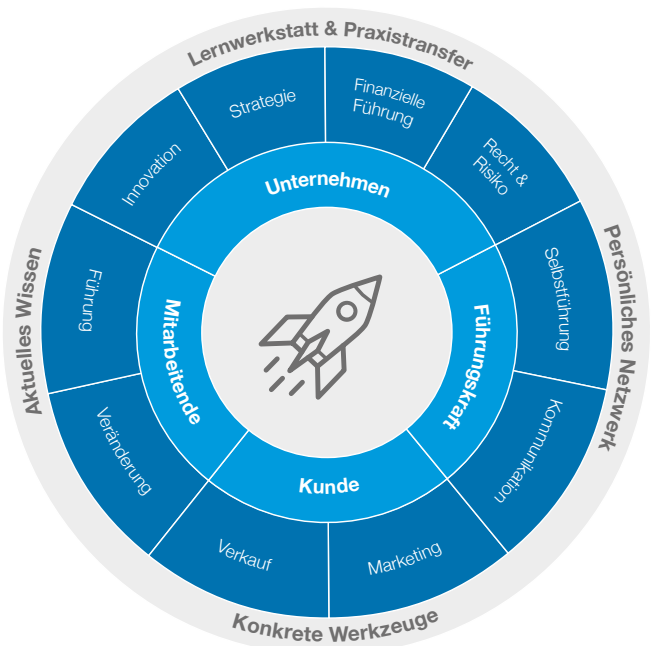 Lernwerkstatt & Praxistransfer
Strategie
Finanzielle
Führung
Innovation
Recht &
Risiko
Unternehmen
Aktuelles Wissen
Führung
Mitarbeitende
Führungskraft
Selbstführung
Persönliches Netzwerk
Veränderung
Kommunikation
Kunde
Verkauf
Marketing
Konkrete Werkzeuge